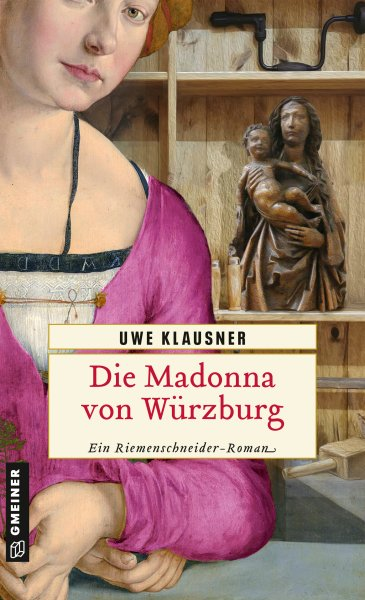 UWE KLAUSNER
Die Madonna
von Würzburg
Ein Riemenschneider-Roman
GMEINER